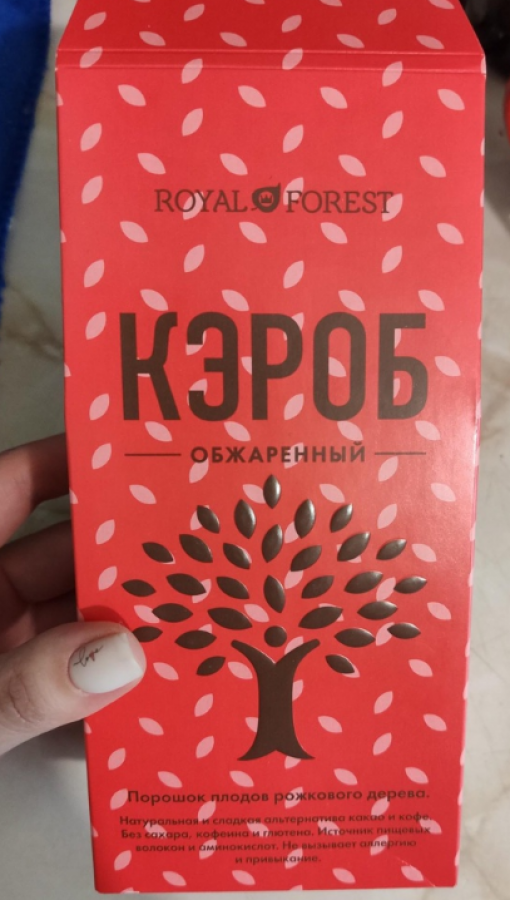 ROYAL FOREST
КЭРОБ
ОБЖАРЕННЫЙ
Порошок плодов рожкового дерева.
Натуральная и сладкая альтернатива какао и кофе.
Без сахара, кофеина и глютена. Источник пищевых
волокон и аминокислот. Не вызывает аллергию
и привыкание.